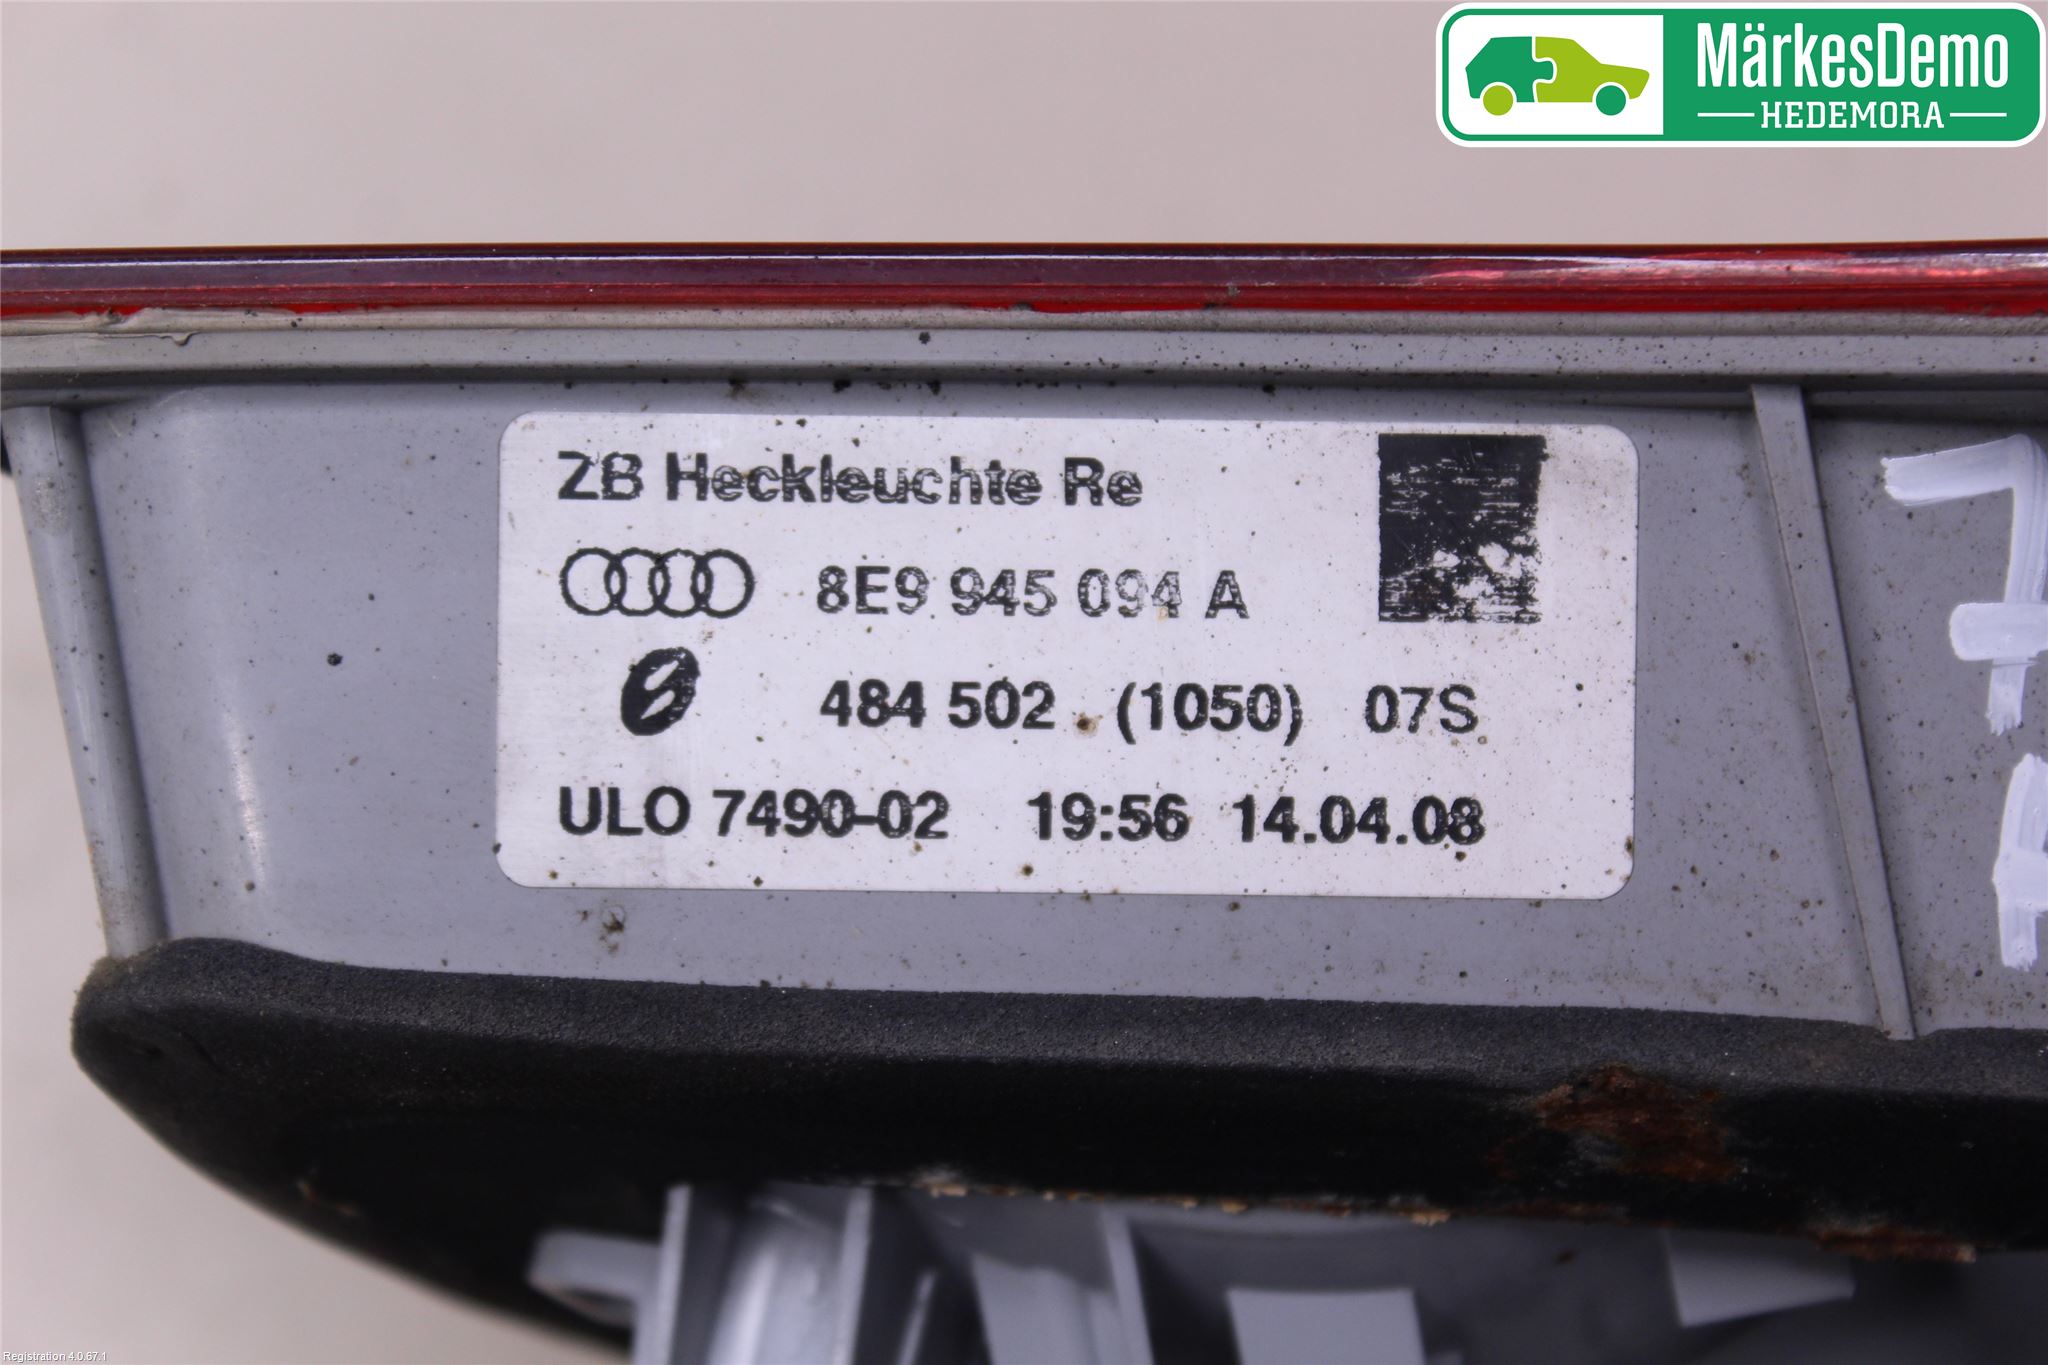 MärkesDemo
HEDEMORA
ZB Heckleuchte Re
8E9 945 094 A
484 502 (1050) 07S
ULO 7490-02 19:56 14.04.08
Registration 4.0.67.1